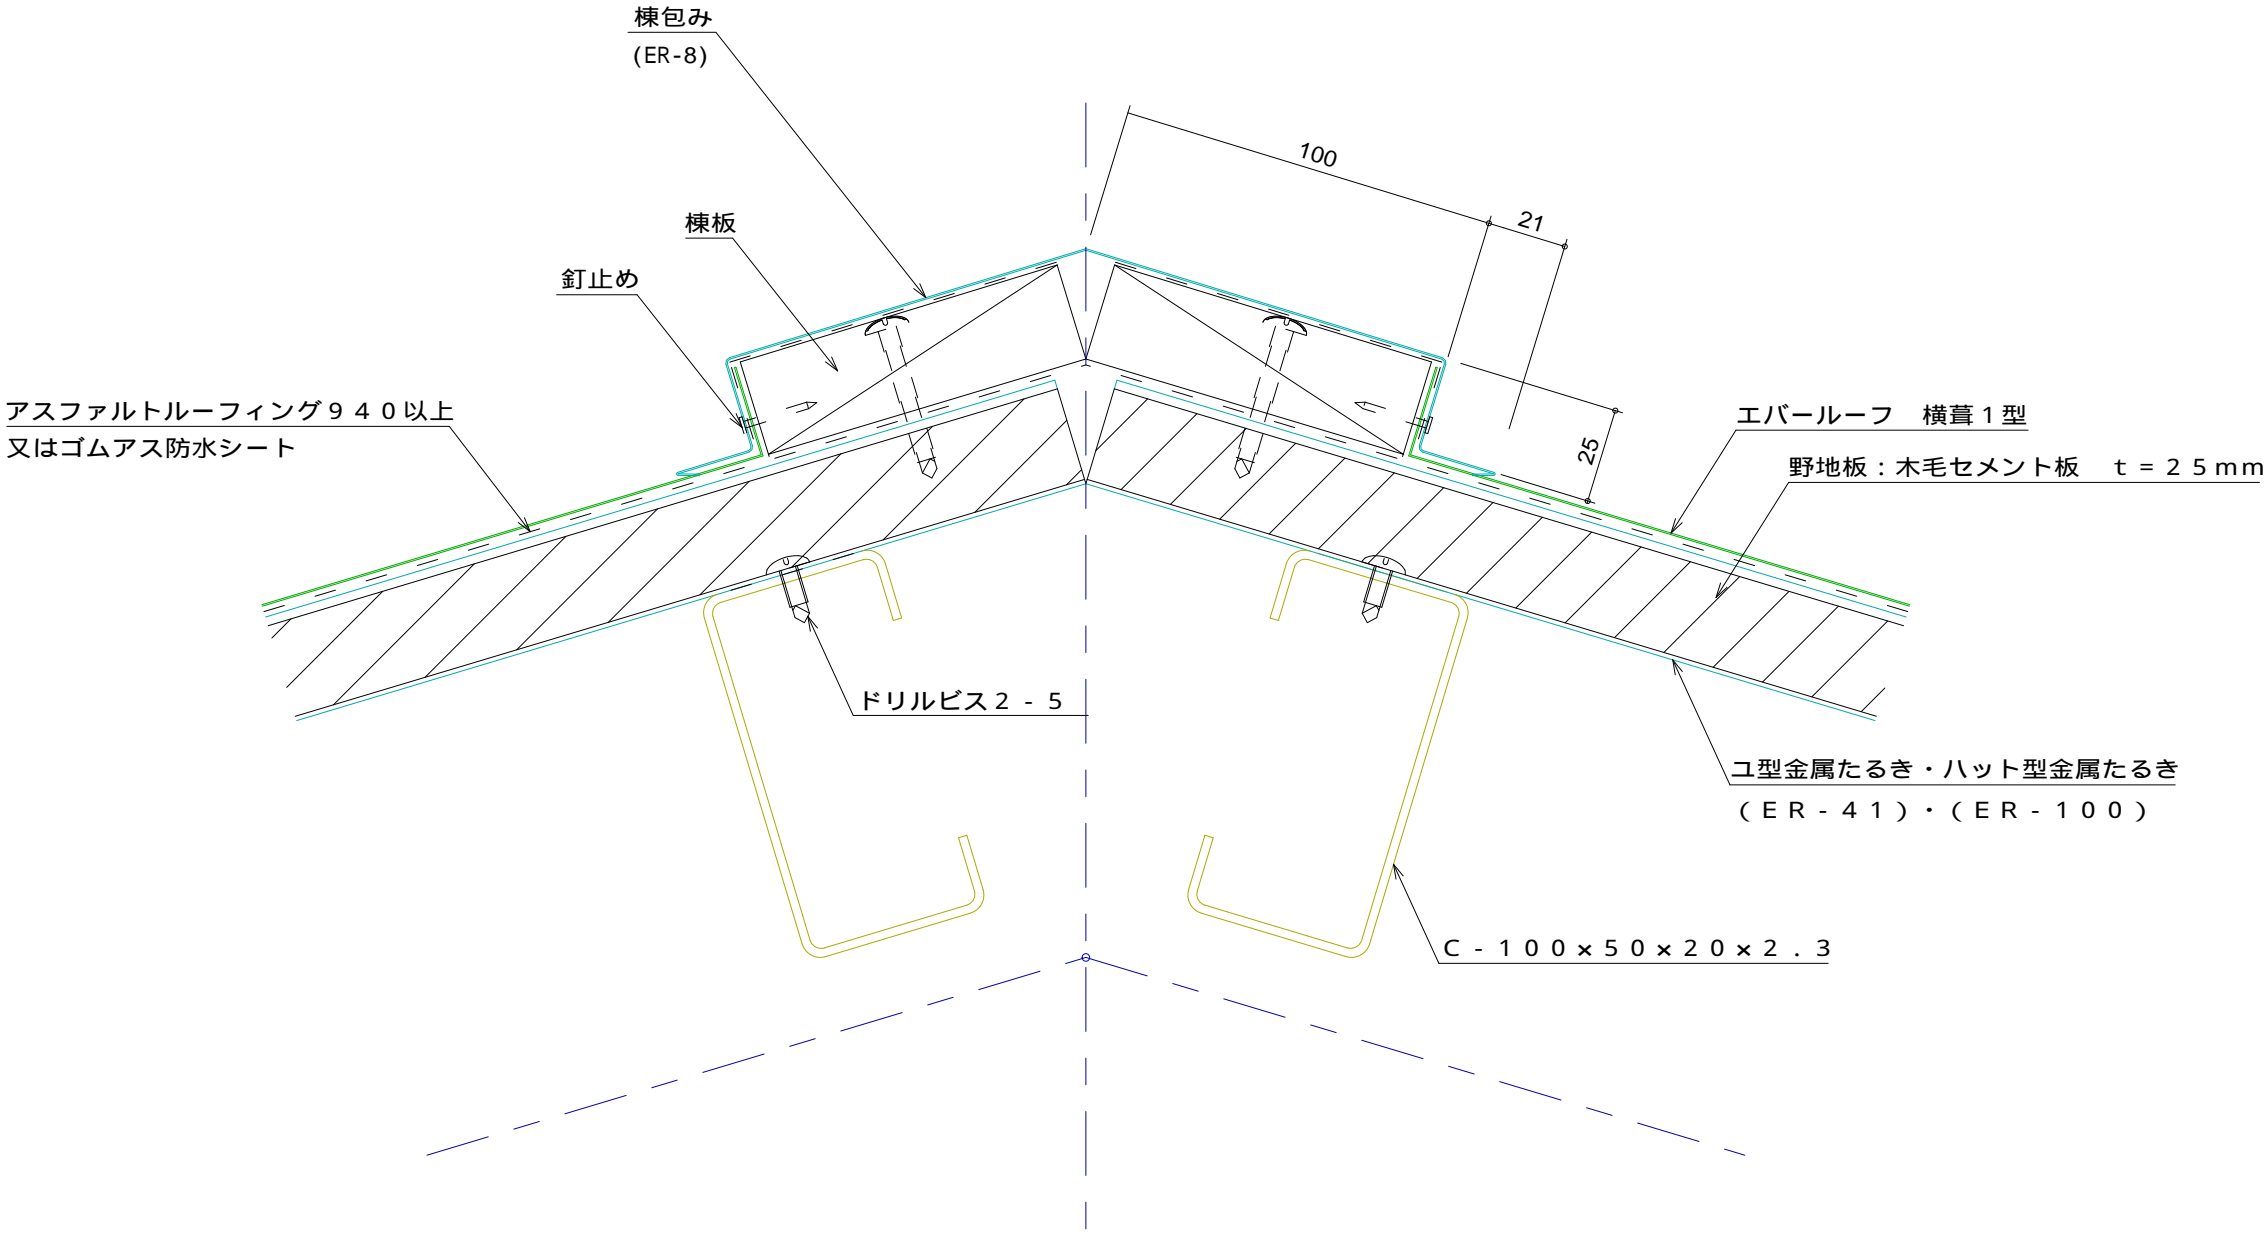 棟包み
(ER-8)
100
21
棟板
釘止め
アスファルトルーフィング９４０以上
又はゴムアス防水シート
エバールーフ　横葺１型
25
野地板：木毛セメント板　ｔ＝２５ｍｍ
ドリルビス２‐５
ユ型金属たるき・ハット型金属たるき
（ＥＲ‐４１）・（ＥＲ‐１００）
Ｃ‐１００×５０×２０×２．３